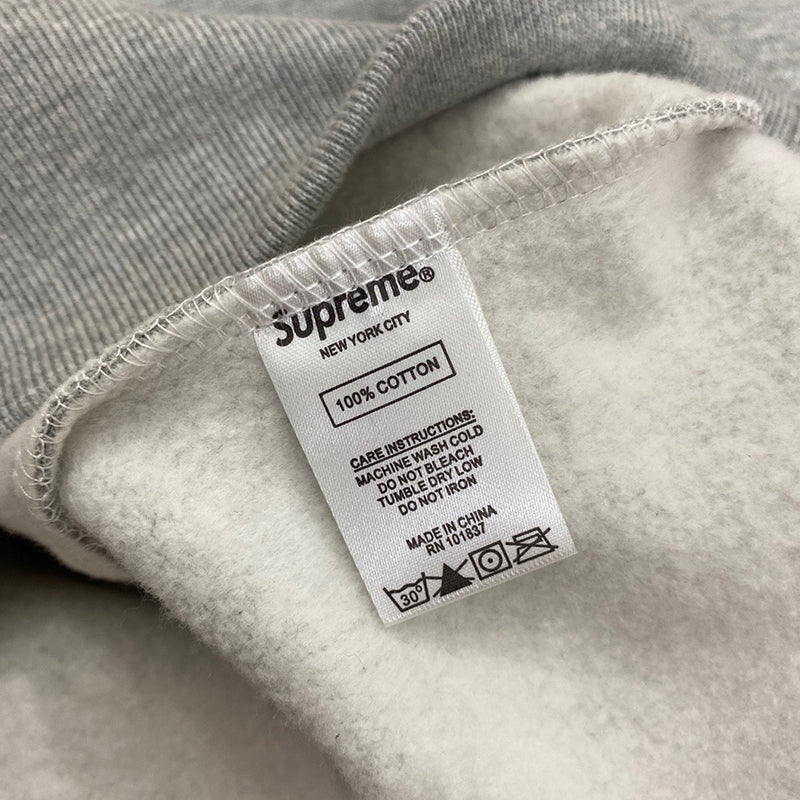 Supreme®
NEW YORK CITY
100% COTTON
CARE INSTRUCTIONS:
MACHINE WASH COLD
DO NOT BLEACH
TUMBLE DRY LOW
DO NOT IRON
MADE IN CHINA
RN 101837
30°